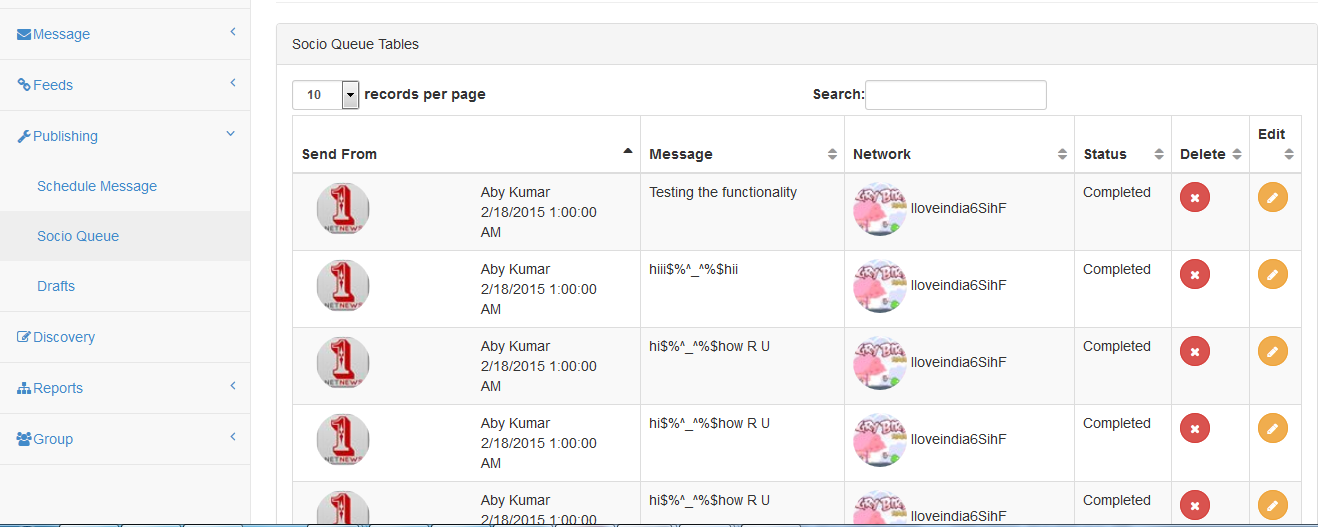 Message
Feeds
Publishing
Schedule Message
Socio Queue
Drafts
Discovery
Reports
Group
Socio Queue Tables
10 records per page
Search:
Send From Message Network Status Delete Edit
1
NETNEWS
Aby Kumar
2/18/2015 1:00:00
AM
Testing the functionality
Iloveindia6SihF
Completed
1
NETNEWS
Aby Kumar
2/18/2015 1:00:00
AM
hiii$%^_^%$hii
Iloveindia6SihF
Completed
1
NETNEWS
Aby Kumar
2/18/2015 1:00:00
AM
hi$%^_^%$how R U
Iloveindia6SihF
Completed
1
NETNEWS
Aby Kumar
2/18/2015 1:00:00
AM
hi$%^_^%$how R U
Iloveindia6SihF
Completed
1
Aby Kumar
2/18/2015 1:00:00
hi$%^_^%$how R U
Iloveindia6SihF
Completed